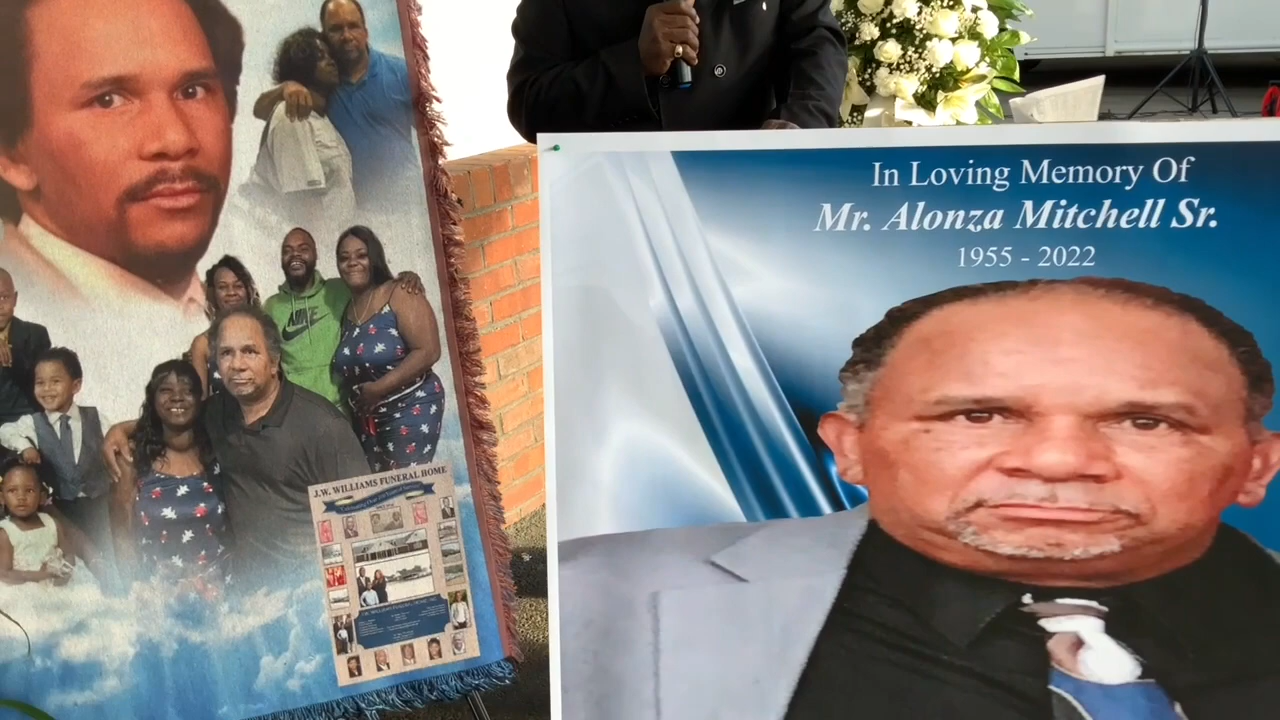 In Loving Memory Of
Mr. Alonza Mitchell Sr.
1955 - 2022
NIKE
J.W. WILLIAMS FUNERAL HOME